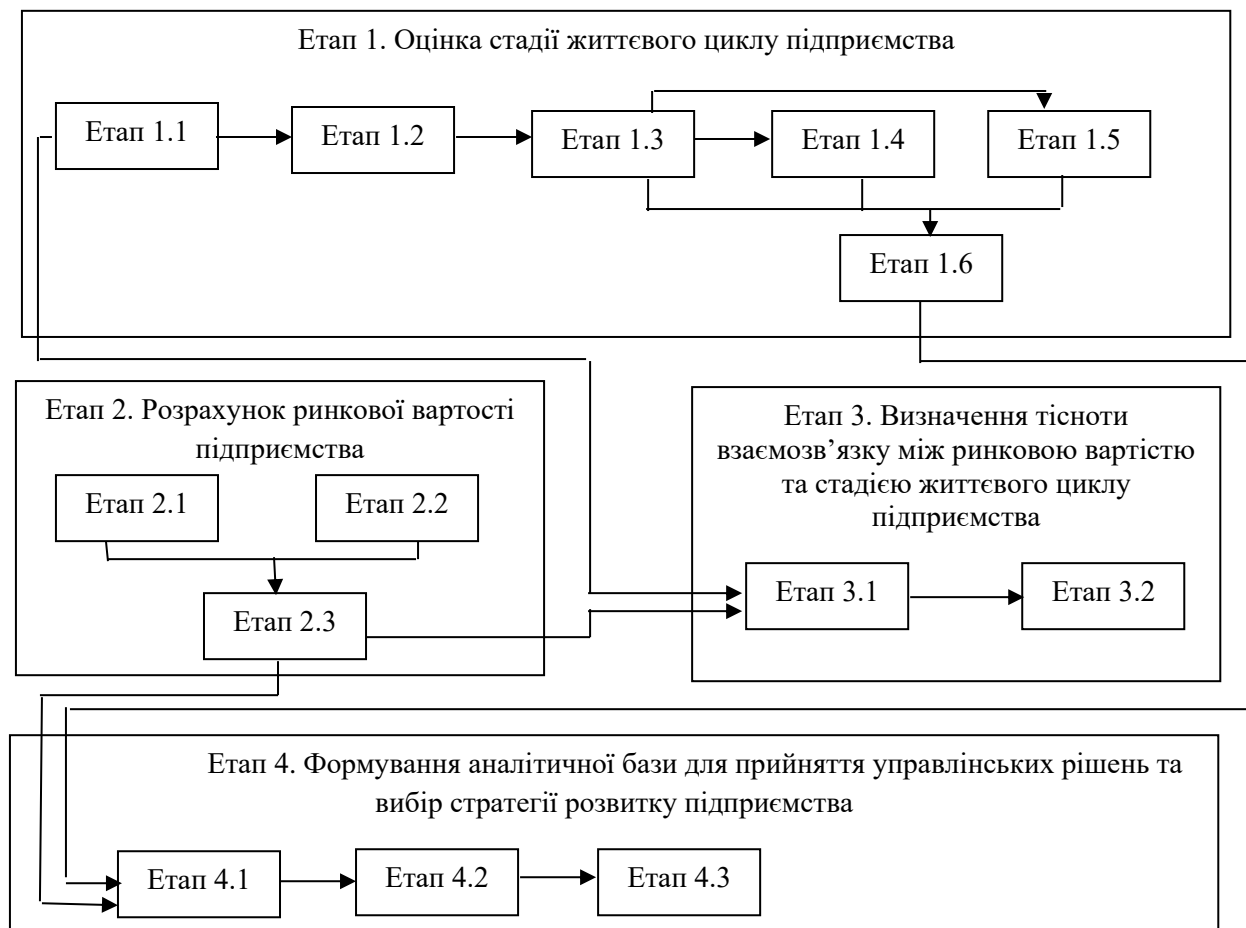 Етап 1. Оцінка стадії життєвого циклу підприємства
Етап 1.1
Етап 1.2
Етап 1.3
Етап 1.4
Етап 1.5
Етап 1.6
Етап 2. Розрахунок ринкової вартості
підприємства
Етап 2.1
Етап 2.2
Етап 2.3
Етап 3. Визначення тісноти
взаємозв’язку між ринковою вартістю
та стадією життєвого циклу
підприємства
Етап 3.1
Етап 3.2
Етап 4. Формування аналітичної бази для прийняття управлінських рішень та
вибір стратегії розвитку підприємства
Етап 4.1
Етап 4.2
Етап 4.3